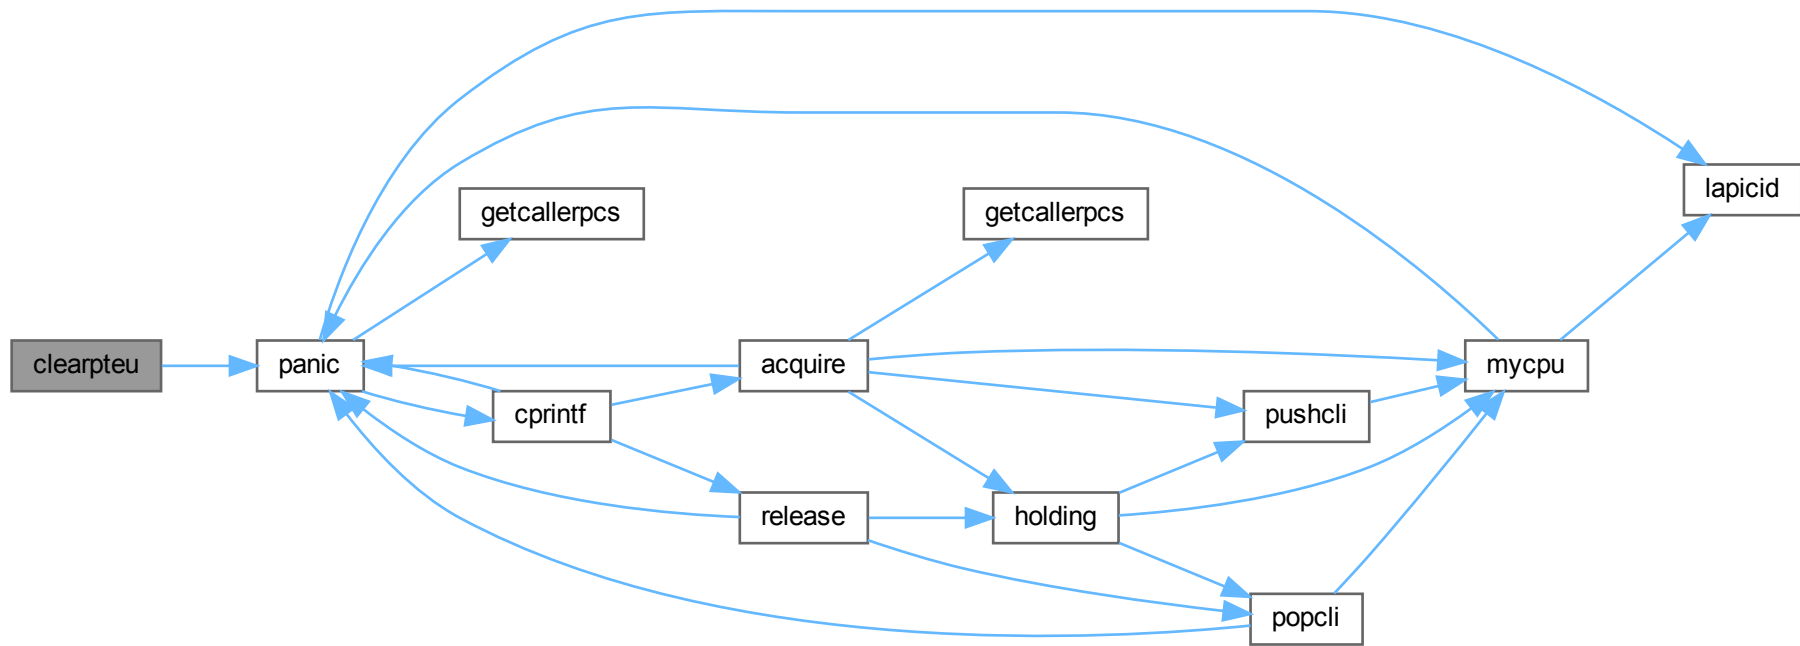 lapicid
getcallerpcs
getcallerpcs
clearpteu
panic
acquire
mycpu
cprintf
pushcli
release
holding
popcli